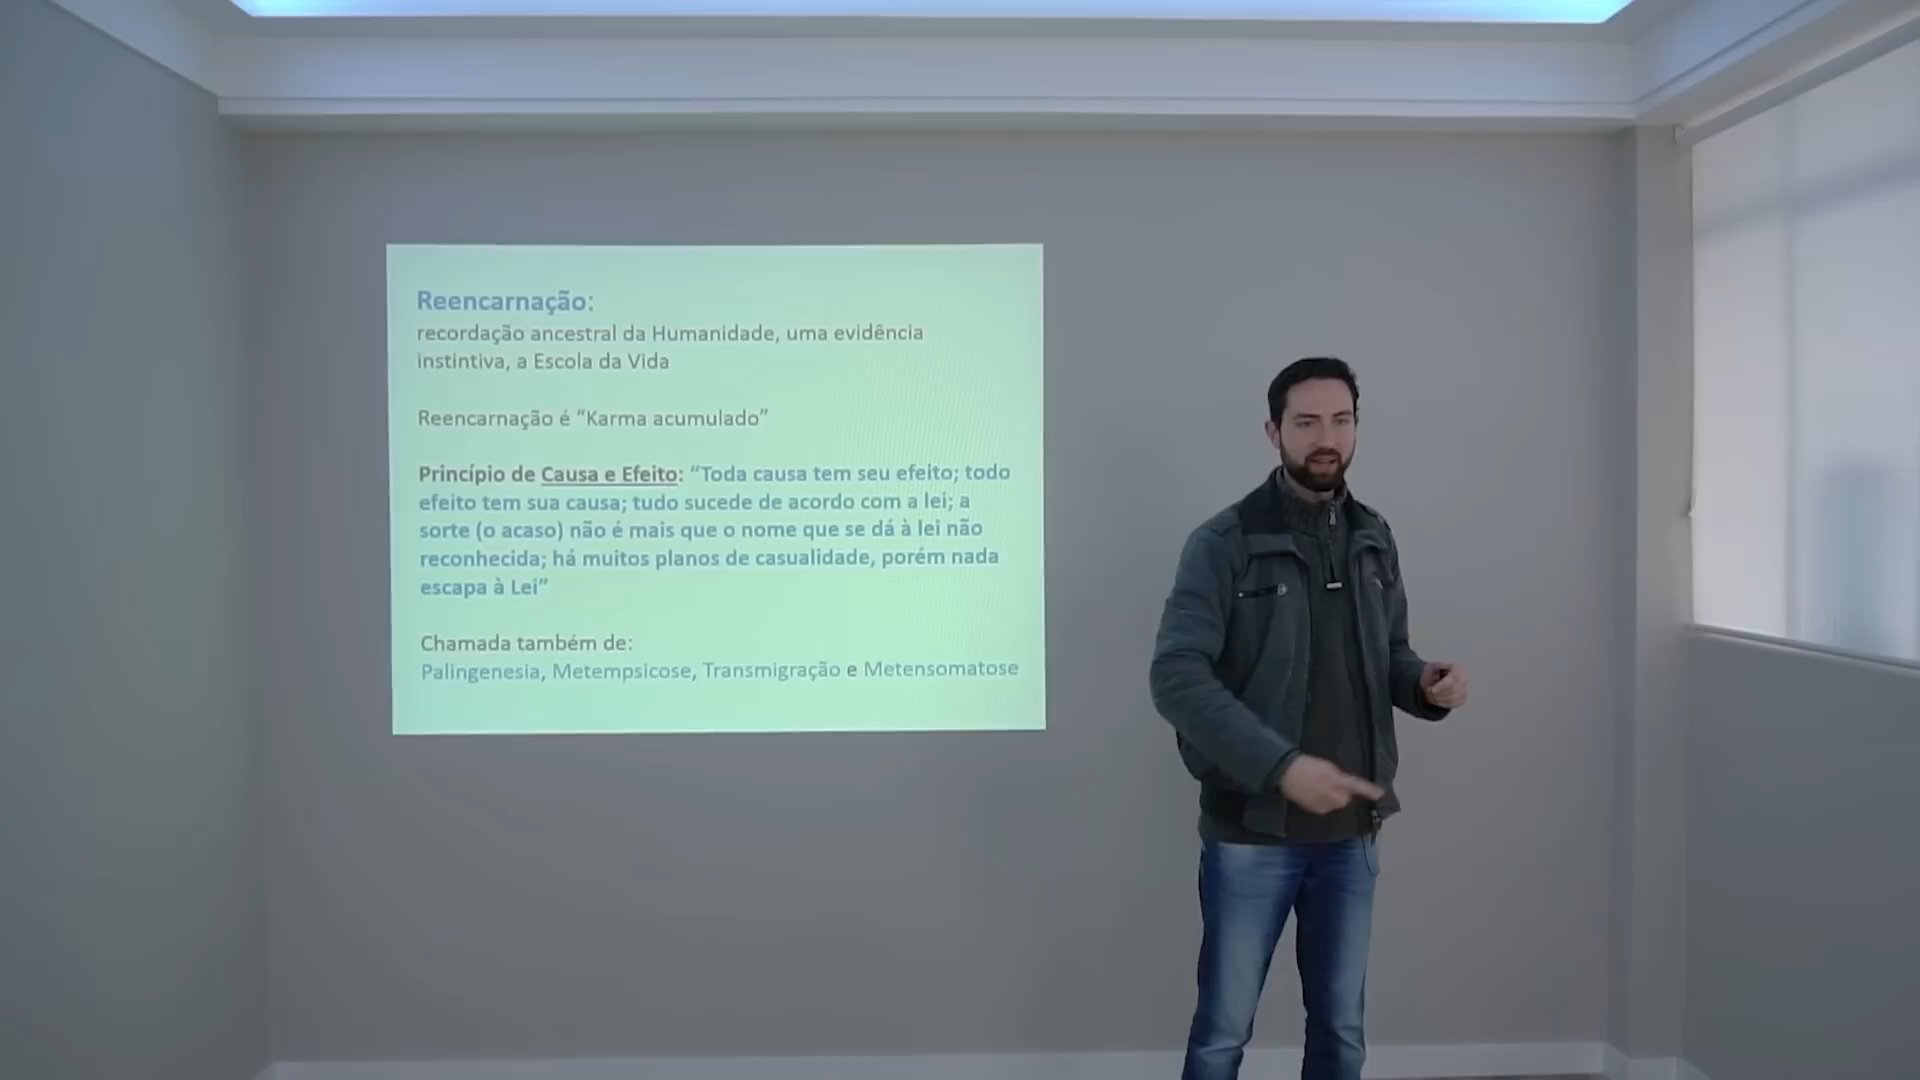 Reencarnação:
recordação ancestral da Humanidade, uma evidência
instintiva, a Escola da Vida
Reencarnação é “Karma acumulado”
Princípio de Causa e Efeito: “Toda causa tem seu efeito; todo
efeito tem sua causa; tudo sucede de acordo com a lei; a
sorte (o acaso) não é mais que o nome que se dá à lei não
reconhecida; há muitos planos de casualidade, porém nada
escapa à Lei”
Chamada também de:
Palingenesia, Metempsicose, Transmigração e Metensomatose